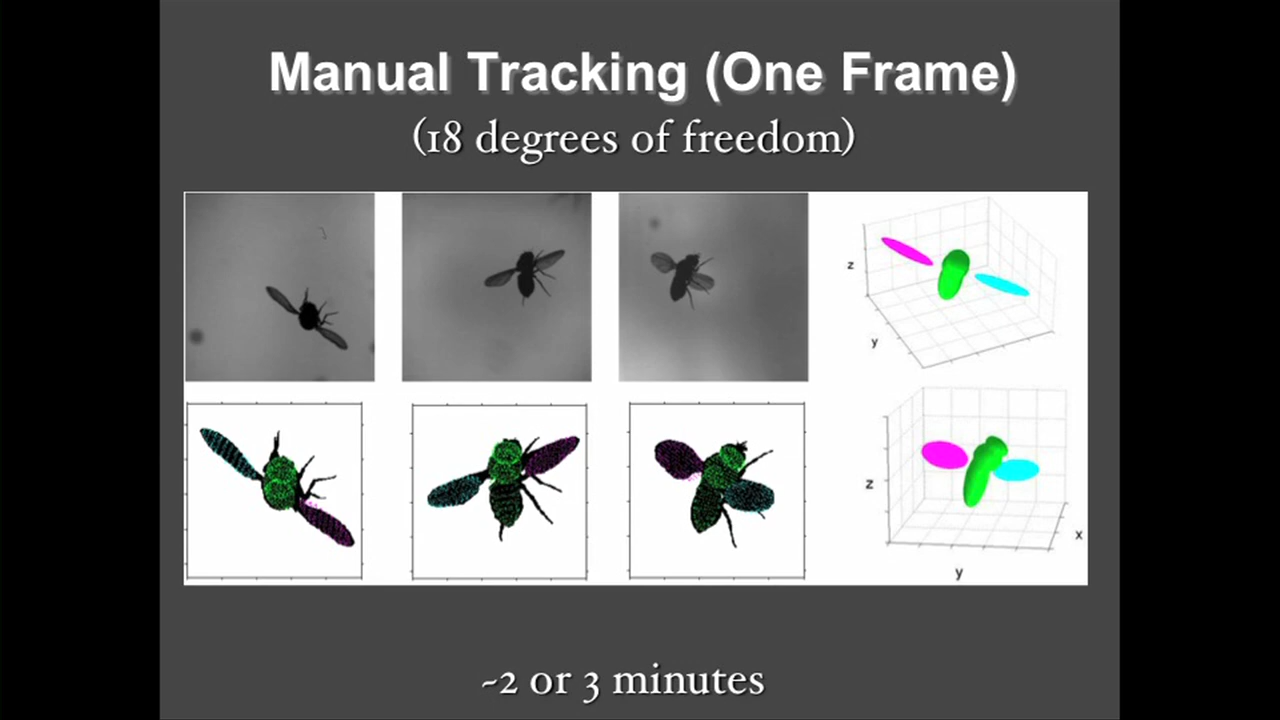 Manual Tracking (One Frame)
(18 degrees of freedom)
z
y
z
x
y
~2 or 3 minutes